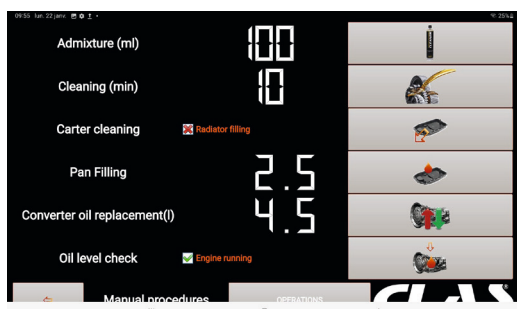 09:55 lun. 22 janv.
25%
Admixture (ml) 100
Cleaning (min) 10
Carter cleaning Radiator filling
Pan Filling 2.5
Converter oil replacement(l) 4.5
Oil level check Engine running
Manual procedures OPERATIONS CLAS